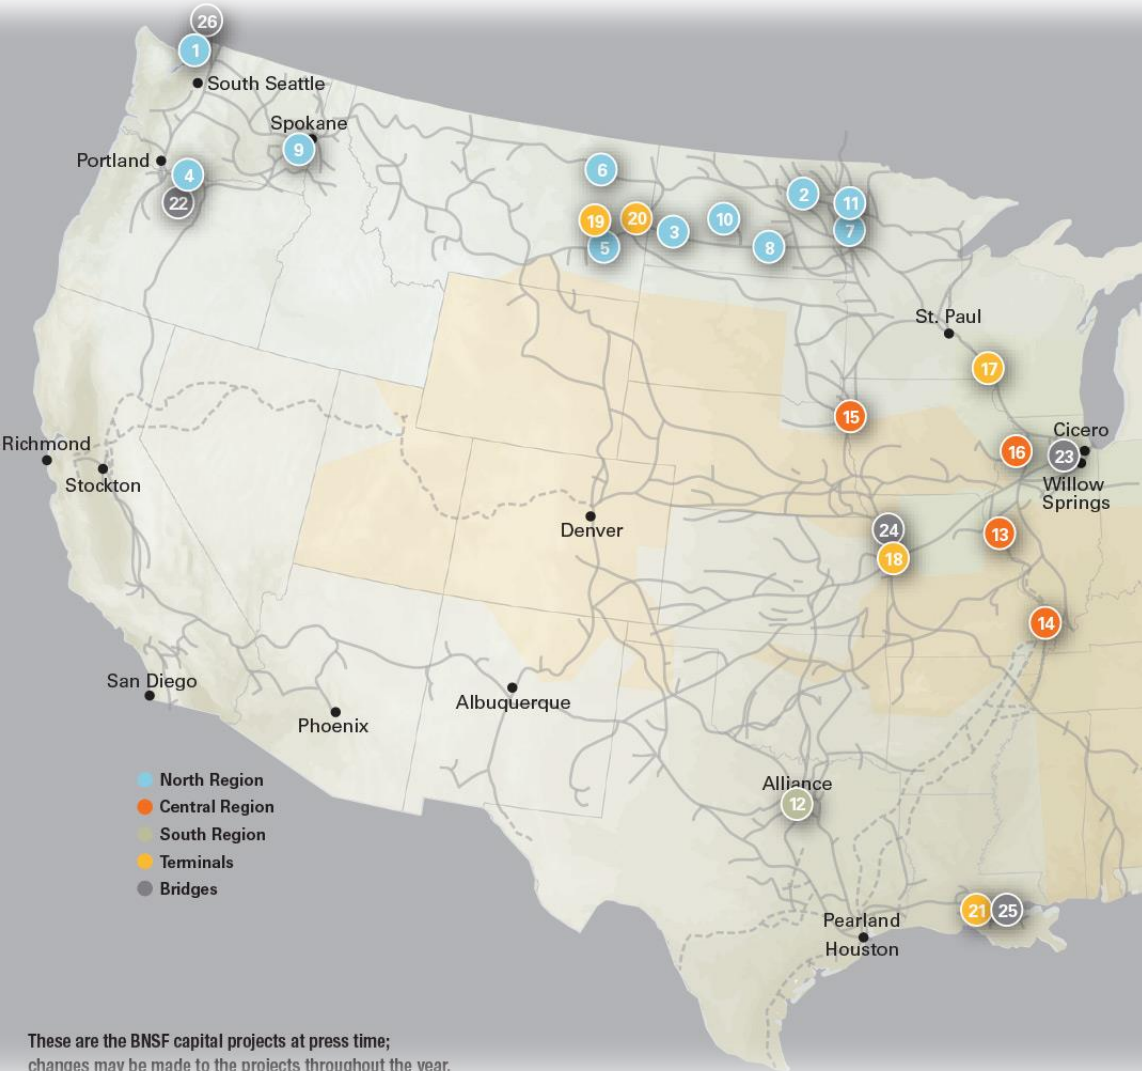 26
1
South Seattle
Spokane
9
Portland
4
22
6
2
11
19
20
3
10
7
5
8
St. Paul
17
15
Richmond
Cicero
16
23
Stockton
Willow
Springs
Denver
24
13
18
14
San Diego
Albuquerque
Phoenix
North Region
Central Region
South Region
Terminals
Bridges
Alliance
12
21
25
Pearland
Houston
These are the BNSF capital projects at press time;
changes may be made to the projects throughout the year.